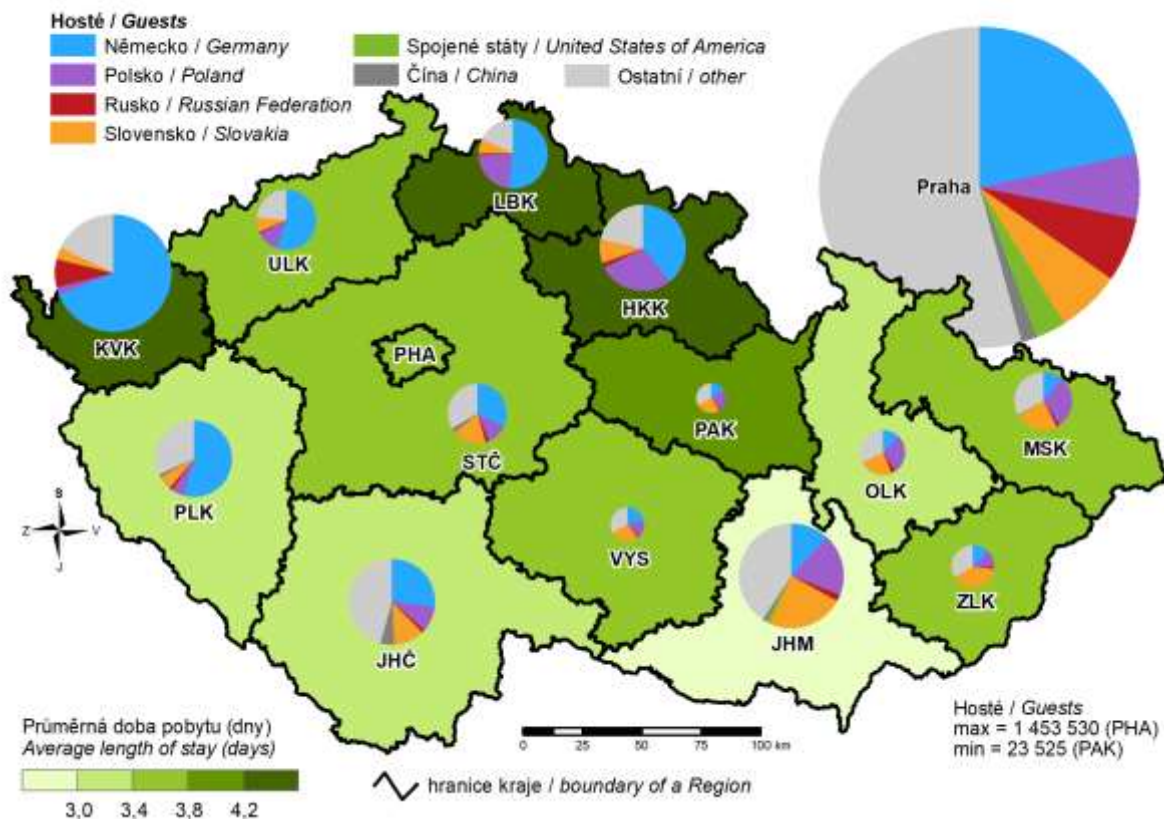 Hosté / Guests
Německo / Germany
Spojené státy / United States of America
Polsko / Poland
Čína / China
Ostatní / other
Rusko / Russian Federation
Slovensko / Slovakia
Praha
LBK
ULK
HKK
KVK
PHA
PAK
STČ
MSK
OLK
PLK
VYS
ZLK
JHČ
JHM
S
Z V
J
Průměrná doba pobytu (dny)
Average length of stay (days)
3,0 3,4 3,8 4,2
0 25 50 75 100 km
hranice kraje / boundary of a Region
Hosté / Guests
max = 1 453 530 (PHA)
min = 23 525 (PAK)